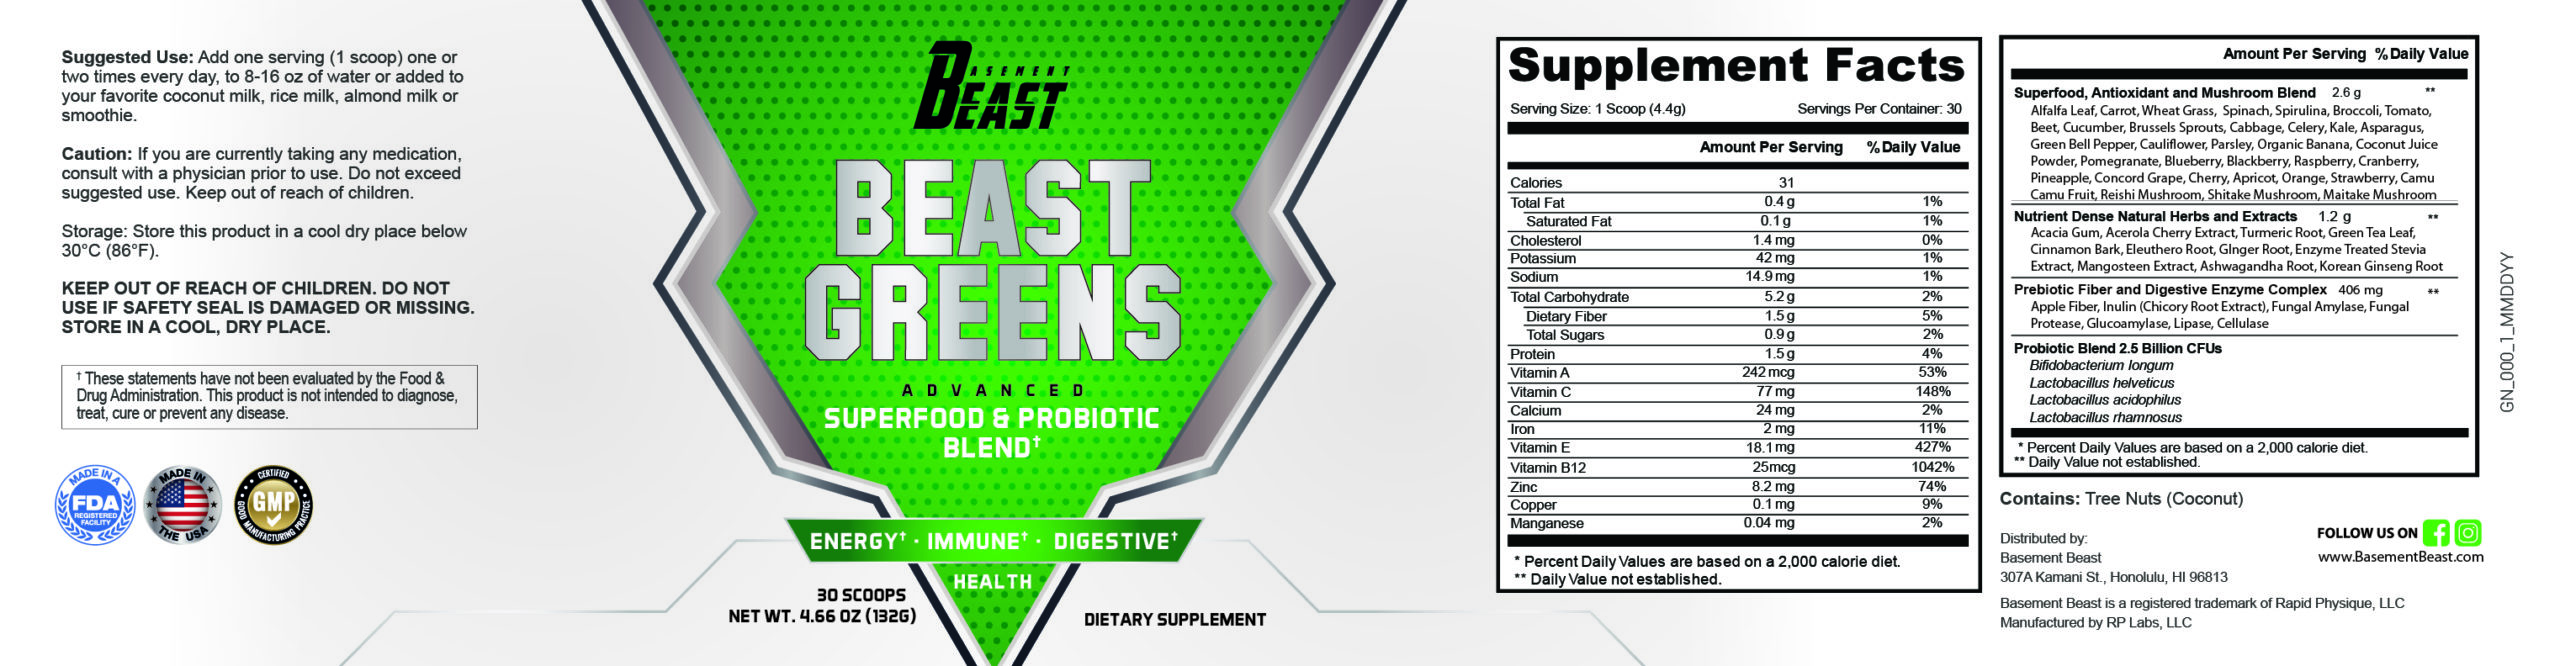 Suggested Use: Add one serving (1 scoop) one or
two times every day, to 8-16 oz of water or added to
your favorite coconut milk, rice milk, almond milk or
smoothie.
Caution: If you are currently taking any medication,
consult with a physician prior to use. Do not exceed
suggested use. Keep out of reach of children.
Storage: Store this product in a cool dry place below
30°C (86°F).
KEEP OUT OF REACH OF CHILDREN. DO NOT
USE IF SAFETY SEAL IS DAMAGED OR MISSING.
STORE IN A COOL, DRY PLACE.
† These statements have not been evaluated by the Food &
Drug Administration. This product is not intended to diagnose,
treat, cure or prevent any disease.
MADE IN A
FDA
REGISTERED
FACILITY
MADE IN
THE USA
CERTIFIED
GMP
GOOD MANUFACTURING PRACTICE
BASEMENT
BEAST
BEAST
GREENS
ADVANCED
SUPERFOOD & PROBIOTIC
BLEND†
ENERGY† · IMMUNE† · DIGESTIVE†
HEALTH
30 SCOOPS
NET WT. 4.66 OZ (132G)
DIETARY SUPPLEMENT
Supplement Facts
Serving Size: 1 Scoop (4.4g) Servings Per Container: 30
Amount Per Serving %Daily Value
Calories 31
Total Fat 0.4 g 1%
Saturated Fat 0.1 g 1%
Cholesterol 1.4 mg 0%
Potassium 42 mg 1%
Sodium 14.9 mg 1%
Total Carbohydrate 5.2 g 2%
Dietary Fiber 1.5 g 5%
Total Sugars 0.9 g 2%
Protein 1.5 g 4%
Vitamin A 242 mcg 53%
Vitamin C 77 mg 148%
Calcium 24 mg 2%
Iron 2 mg 11%
Vitamin E 18.1 mg 427%
Vitamin B12 25mcg 1042%
Zinc 8.2 mg 74%
Copper 0.1 mg 9%
Manganese 0.04 mg 2%
* Percent Daily Values are based on a 2,000 calorie diet.
** Daily Value not established.
Amount Per Serving %Daily Value
Superfood, Antioxidant and Mushroom Blend 2.6 g **
Alfalfa Leaf, Carrot, Wheat Grass, Spinach, Spirulina, Broccoli, Tomato,
Beet, Cucumber, Brussels Sprouts, Cabbage, Celery, Kale, Asparagus,
Green Bell Pepper, Cauliflower, Parsley, Organic Banana, Coconut Juice
Powder, Pomegranate, Blueberry, Blackberry, Raspberry, Cranberry,
Pineapple, Concord Grape, Cherry, Apricot, Orange, Strawberry, Camu
Camu Fruit, Reishi Mushroom, Shitake Mushroom, Maitake Mushroom
Nutrient Dense Natural Herbs and Extracts 1.2 g **
Acacia Gum, Acerola Cherry Extract, Turmeric Root, Green Tea Leaf,
Cinnamon Bark, Eleuthero Root, GInger Root, Enzyme Treated Stevia
Extract, Mangosteen Extract, Ashwagandha Root, Korean Ginseng Root
Prebiotic Fiber and Digestive Enzyme Complex 406 mg **
Apple Fiber, Inulin (Chicory Root Extract), Fungal Amylase, Fungal
Protease, Glucoamylase, Lipase, Cellulase
Probiotic Blend 2.5 Billion CFUs
Bifidobacterium longum
Lactobacillus helveticus
Lactobacillus acidophilus
Lactobacillus rhamnosus
* Percent Daily Values are based on a 2,000 calorie diet.
** Daily Value not established.
Contains: Tree Nuts (Coconut)
Distributed by:
Basement Beast
307A Kamani St., Honolulu, HI 96813
Basement Beast is a registered trademark of Rapid Physique, LLC
Manufactured by RP Labs, LLC
FOLLOW US ON
www.BasementBeast.com
GN_000_1_MMDDYY